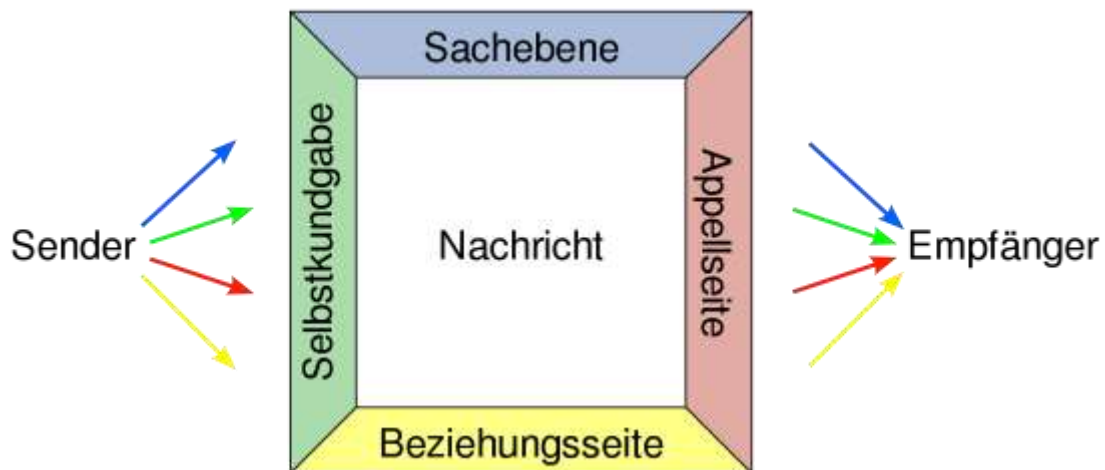 Sachebene
Selbstkundgabe
Appellseite
Sender
Nachricht
Empfänger
Beziehungsseite